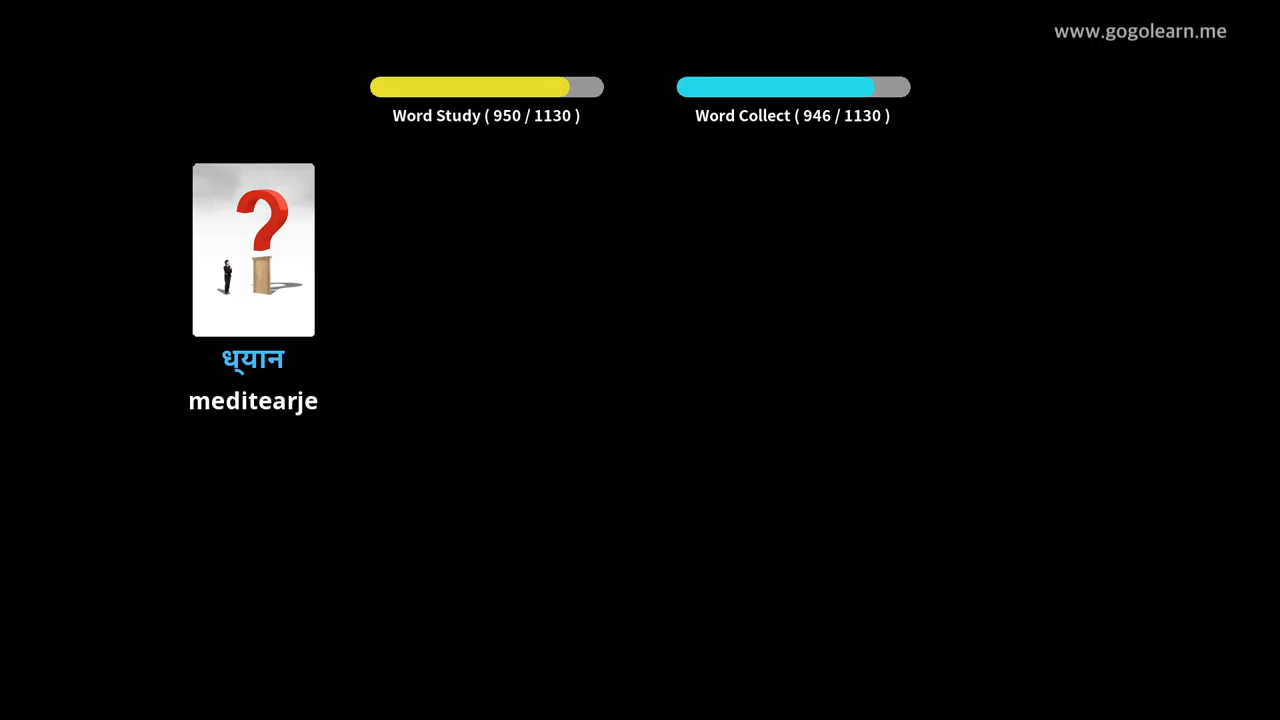 www.gogolearn.me
Word Study ( 950 / 1130 )
Word Collect ( 946 / 1130 )
?
ध्यान
meditearje